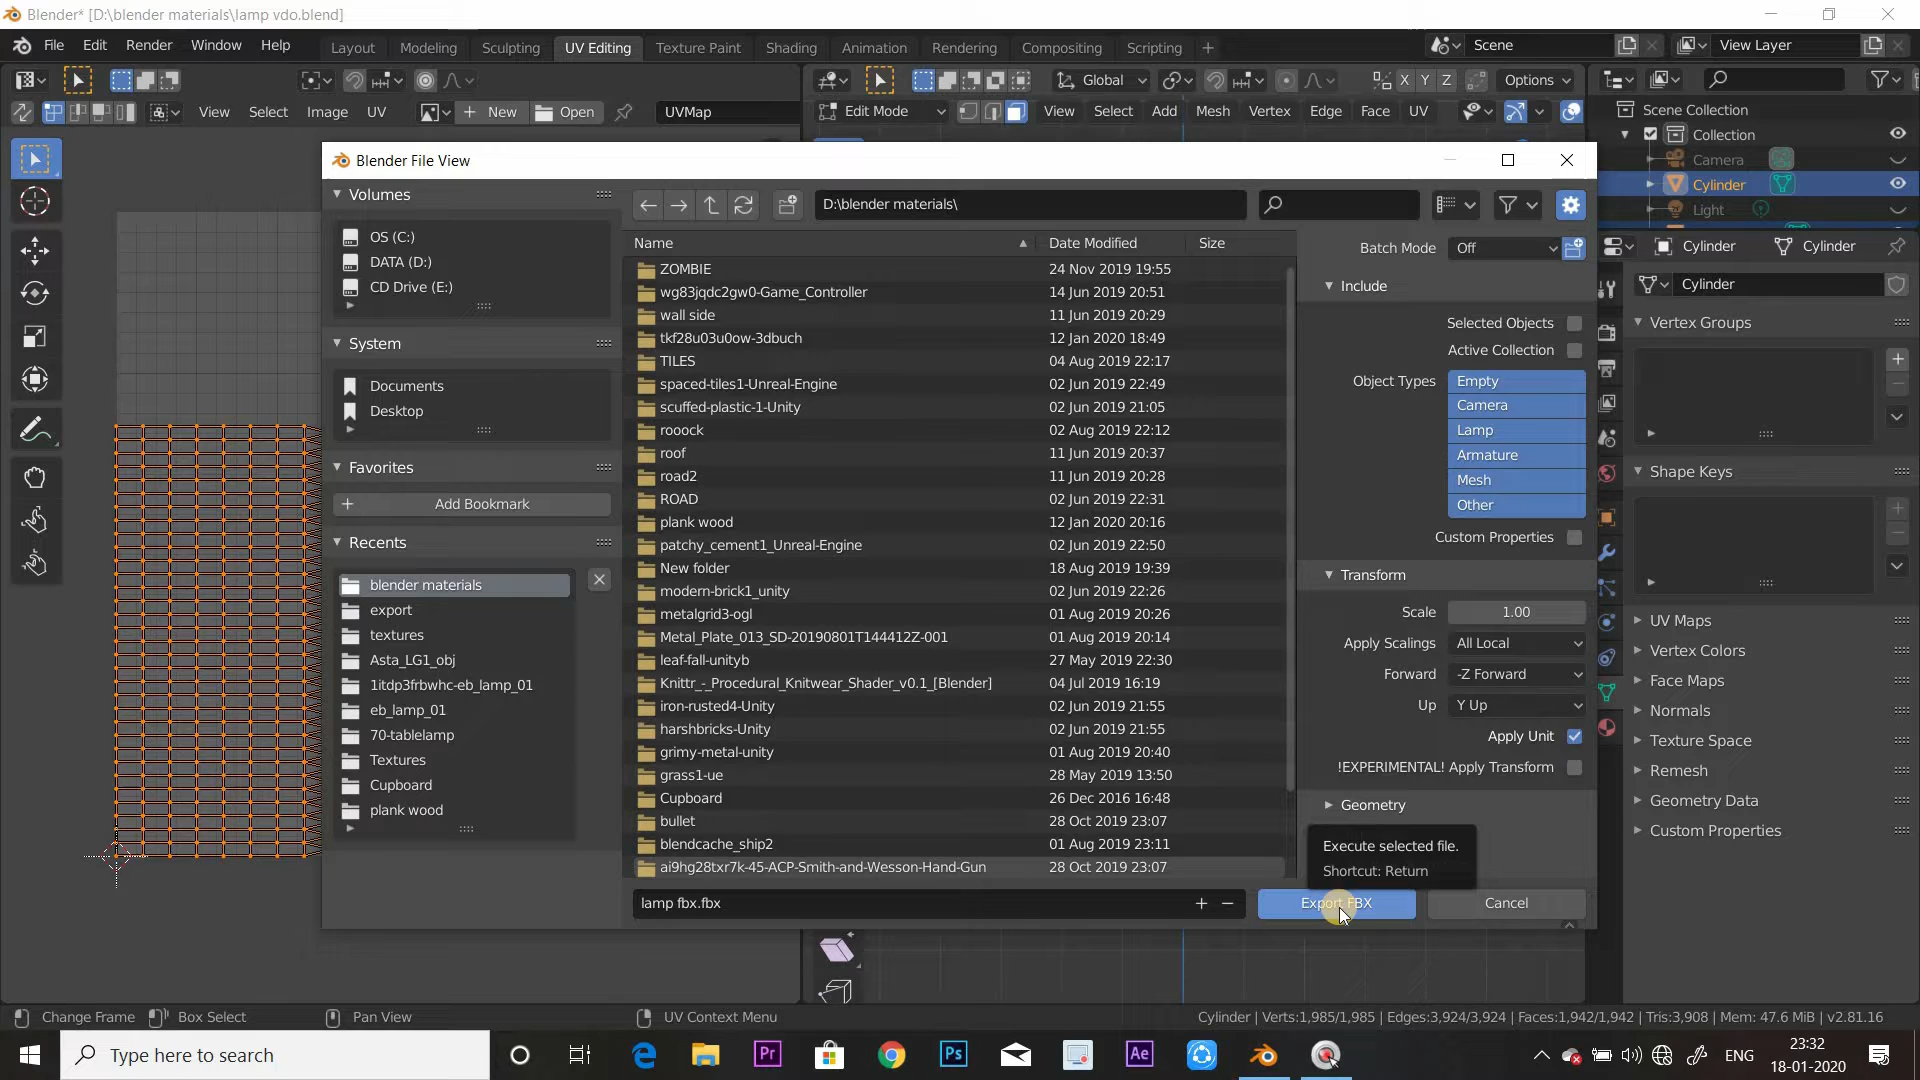 Blender* [D:\blender materials\lamp vdo.blend]
File Edit Render Window Help Layout Modeling Sculpting UV Editing Texture Paint Shading Animation Rendering Compositing Scripting + Scene View Layer
Global X Y Z Options
View Select Image UV New Open UVMap Edit Mode View Select Add Mesh Vertex Edge Face UV
Scene Collection
Collection
Camera
Cylinder
Light
Blender File View
Volumes
OS (C:)
DATA (D:)
CD Drive (E:)
System
Documents
Desktop
Favorites
Add Bookmark
Recents
blender materials
export
textures
Asta_LG1_obj
1itdp3frbwhc-eb_lamp_01
eb_lamp_01
70-tablelamp
Textures
Cupboard
plank wood
D:\blender materials\
Name Date Modified Size
ZOMBIE 24 Nov 2019 19:55
wg83jqdc2gw0-Game_Controller 14 Jun 2019 20:51
wall side 11 Jun 2019 20:29
tkf28u03u0ow-3dbuch 12 Jan 2020 18:49
TILES 04 Aug 2019 22:17
spaced-tiles1-Unreal-Engine 02 Jun 2019 22:49
scuffed-plastic-1-Unity 02 Jun 2019 21:05
rooock 02 Aug 2019 22:12
roof 11 Jun 2019 20:37
road2 11 Jun 2019 20:28
ROAD 02 Jun 2019 22:31
plank wood 12 Jan 2020 20:16
patchy_cement1_Unreal-Engine 02 Jun 2019 22:50
New folder 18 Aug 2019 19:39
modern-brick1_unity 02 Jun 2019 22:26
metalgrid3-ogl 01 Aug 2019 20:26
Metal_Plate_013_SD-20190801T144412Z-001 01 Aug 2019 20:14
leaf-fall-unityb 27 May 2019 22:30
Knittr_-_Procedural_Knitwear_Shader_v0.1_[Blender] 04 Jul 2019 16:19
iron-rusted4-Unity 02 Jun 2019 21:55
harshbricks-Unity 02 Jun 2019 21:55
grimy-metal-unity 01 Aug 2019 20:40
grass1-ue 28 May 2019 13:50
Cupboard 26 Dec 2016 16:48
bullet 28 Oct 2019 23:07
blendcache_ship2 01 Aug 2019 23:11
ai9hg28txr7k-45-ACP-Smith-and-Wesson-Hand-Gun 28 Oct 2019 23:07
lamp fbx.fbx
Batch Mode Off
Include
Selected Objects
Active Collection
Object Types Empty
Camera
Lamp
Armature
Mesh
Other
Custom Properties
Transform
Scale 1.00
Apply Scalings All Local
Forward -Z Forward
Up Y Up
Apply Unit
!EXPERIMENTAL! Apply Transform
Geometry
Execute selected file.
Shortcut: Return
Export FBX Cancel
Cylinder Cylinder
Cylinder
Vertex Groups
Shape Keys
UV Maps
Vertex Colors
Face Maps
Normals
Texture Space
Remesh
Geometry Data
Custom Properties
Change Frame Box Select Pan View UV Context Menu Cylinder | Verts:1,985/1,985 | Edges:3,924/3,924 | Faces:1,942/1,942 | Tris:3,908 | Mem: 47.6 MiB | v2.81.16
Type here to search Pr Ps Ae ENG
23:32
18-01-2020